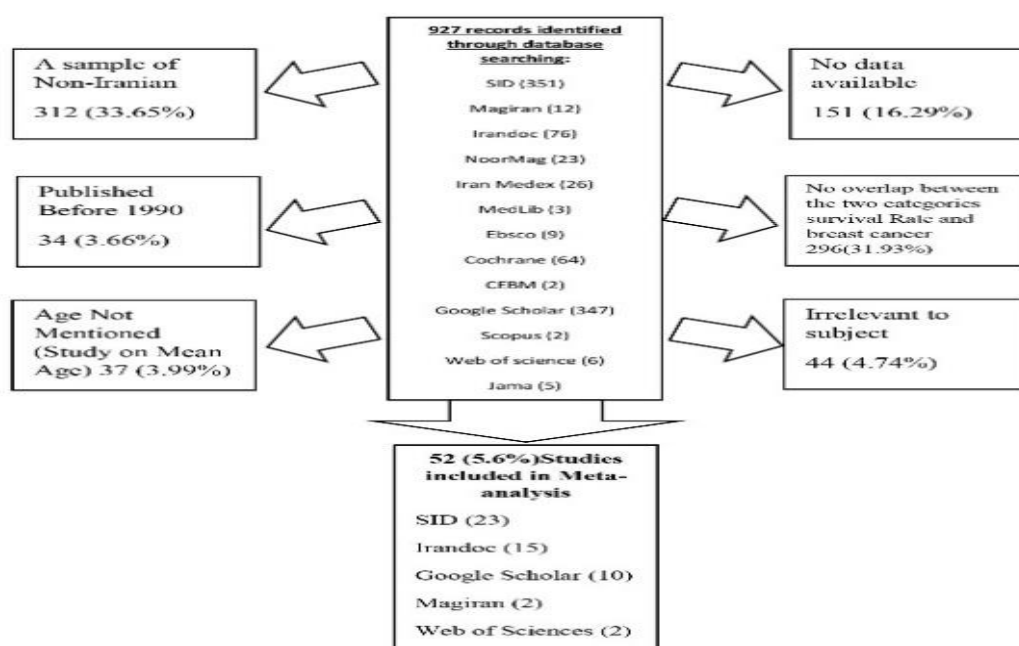 927 records identified
through database
searching:
SID (351)
Magiran (12)
Irandoc (76)
NoorMag (23)
Iran Medex (26)
MedLib (3)
Ebsco (9)
Cochrane (64)
CEBM (2)
Google Scholar (347)
Scopus (2)
Web of science (6)
Jama (5)
A sample of
Non-Iranian
312 (33.65%)
Published
Before 1990
34 (3.66%)
Age Not
Mentioned
(Study on Mean
Age) 37 (3.99%)
No data
available
151 (16.29%)
No overlap between
the two categories
survival Rate and
breast cancer
296(31.93%)
Irrelevant to
subject
44 (4.74%)
52 (5.6%)Studies
included in Meta-
analysis
SID (23)
Irandoc (15)
Google Scholar (10)
Magiran (2)
Web of Sciences (2)